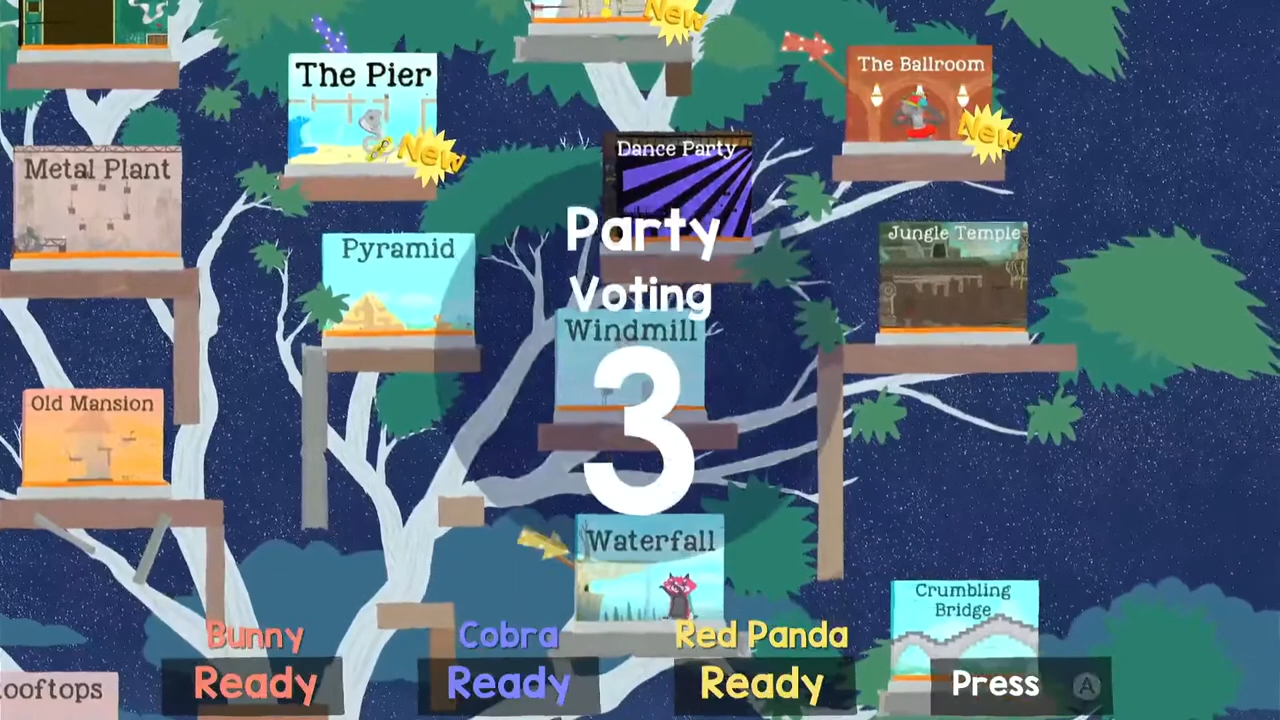 New
The Pier
New
The Ballroom
New
Metal Plant
Dance Party
Party
Voting
3
Pyramid
Jungle Temple
Windmill
Old Mansion
Waterfall
Crumbling
Bridge
Bunny
Ready
Cobra
Ready
Red Panda
Ready
Press A
ooftops